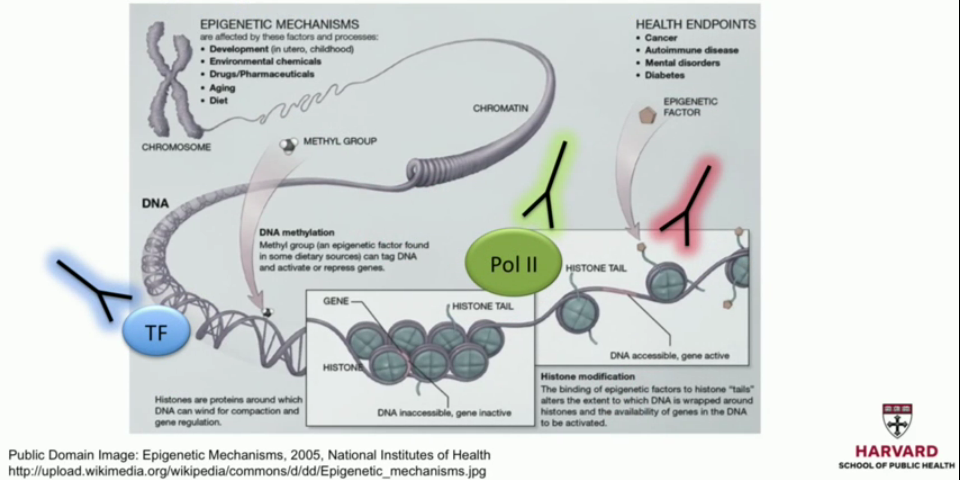 EPIGENETIC MECHANISMS
are affected by these factors and processes:
• Development (in utero, childhood)
• Environmental chemicals
• Drugs/Pharmaceuticals
• Aging
• Diet
HEALTH ENDPOINTS
• Cancer
• Autoimmune disease
• Mental disorders
• Diabetes
EPIGENETIC
FACTOR
CHROMATIN
METHYL GROUP
CHROMOSOME
DNA
DNA methylation
Methyl group (an epigenetic factor found
in some dietary sources) can tag DNA
and activate or repress genes.
Pol II
HISTONE TAIL
TF
GENE
HISTONE TAIL
HISTONE
DNA accessible, gene active
DNA inaccessible, gene inactive
Histones are proteins around which
DNA can wind for compaction and
gene regulation.
Histone modification
The binding of epigenetic factors to histone “tails”
alters the extent to which DNA is wrapped around
histones and the availability of genes in the DNA
to be activated.
Public Domain Image: Epigenetic Mechanisms, 2005, National Institutes of Health
http://upload.wikimedia.org/wikipedia/commons/d/dd/Epigenetic_mechanisms.jpg
HARVARD
SCHOOL OF PUBLIC HEALTH